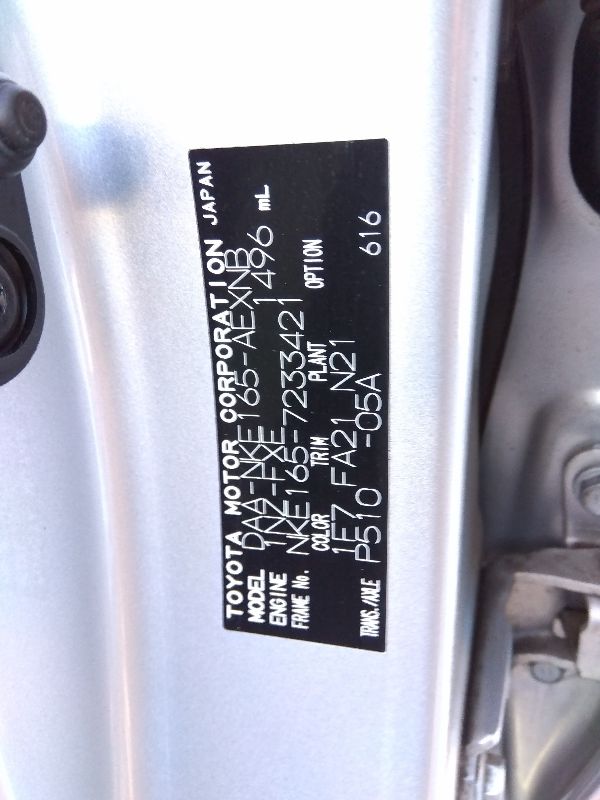 TOYOTA MOTOR CORPORATION JAPAN
MODEL DAA-NKE165-AEXNB
ENGINE 1NZ-FXE 1496 mL
FRAME No. NKE165-7233421
COLOR TRIM PLANT OPTION
1E7 FA21 N21
TRANS./AXLE P510 -05A 616